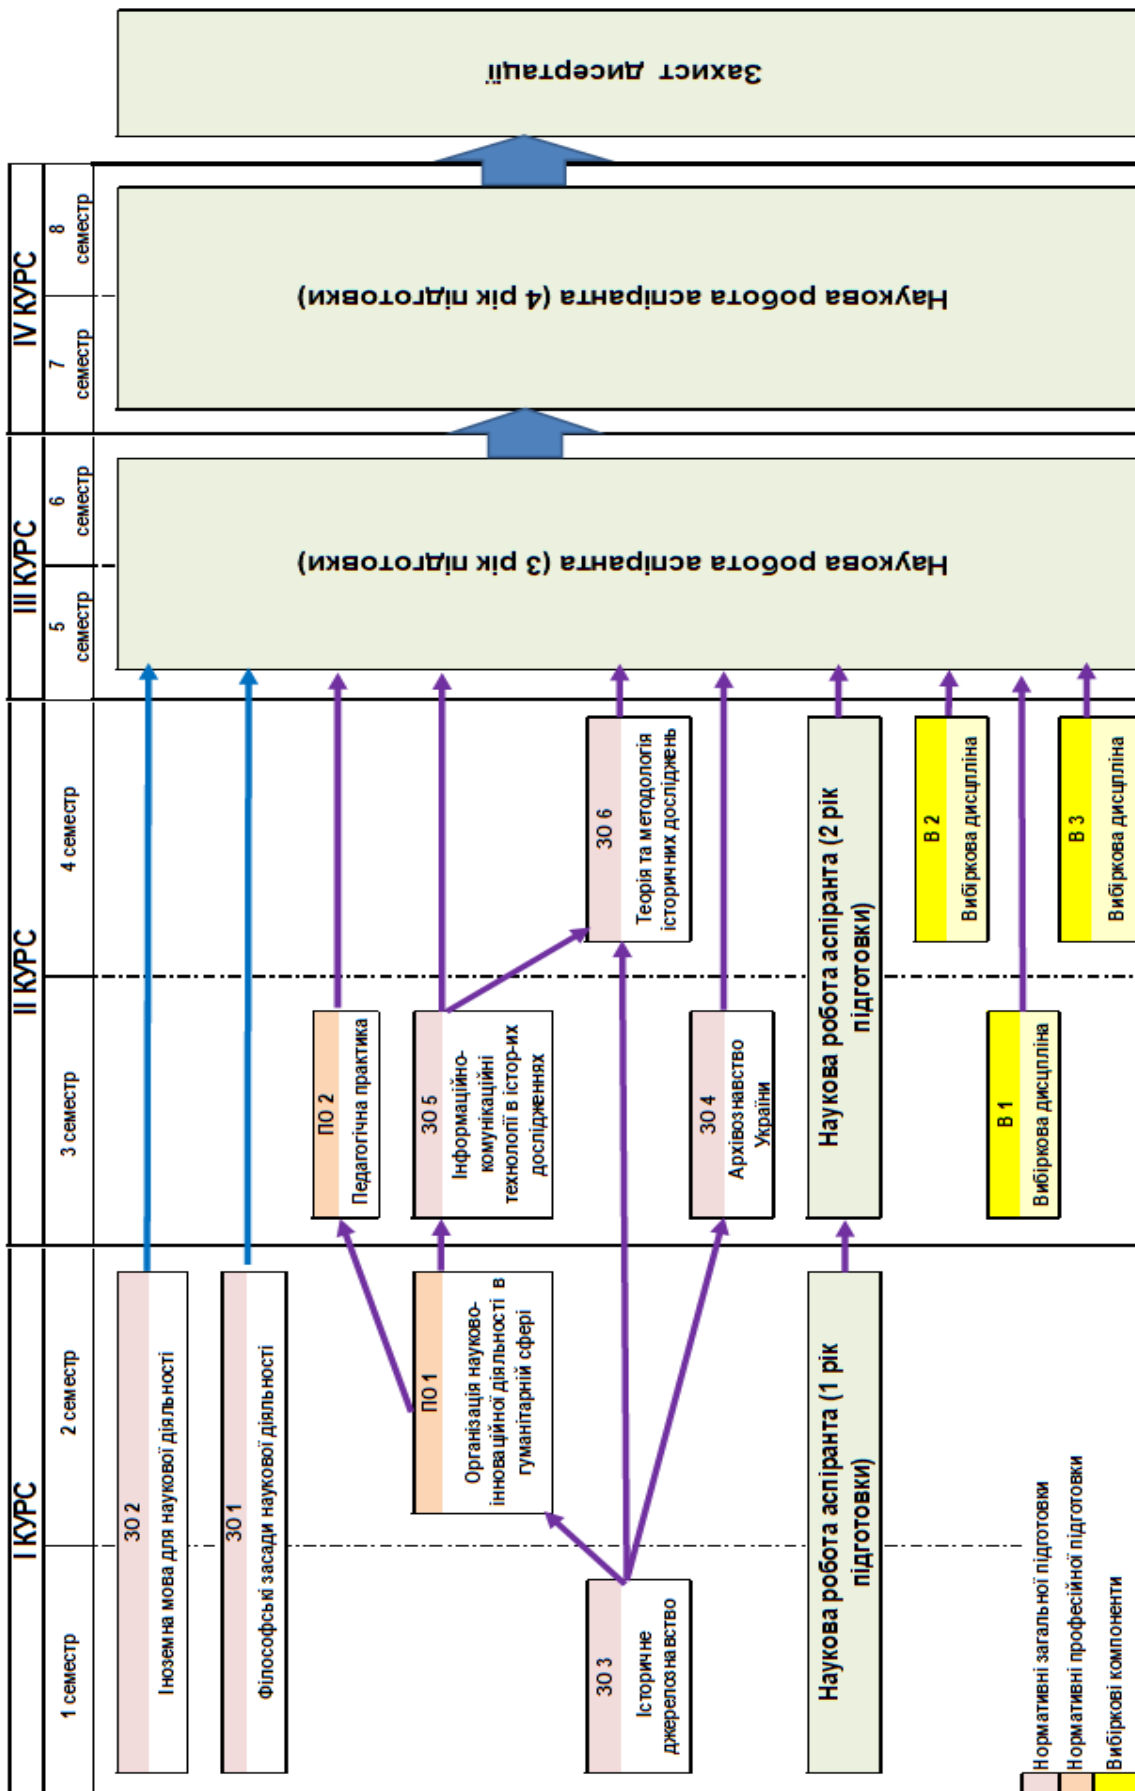 І КУРС
ІІ КУРС
ІІІ КУРС
IV КУРС
1 семестр
2 семестр
3 семестр
4 семестр
5
семестр
6
семестр
7
семестр
8
семестр
ЗО 2
Іноземна мова для наукової діяльності
ЗО 1
Філософські засади наукової діяльності
ПО 2
Педагогічна практика
ПО 1
Організація науково-
інноваційної діяльності в
гуманітарній сфері
ЗО 5
Інформаційно-
комунікаційні
технології в істор-их
дослідженнях
ЗО 3
Історичне
джерелознавство
ЗО 6
Теорія та методологія
історичних досліджень
ЗО 4
Архівознавство
України
Наукова робота аспіранта (1 рік
підготовки)
Наукова робота аспіранта (2 рік
підготовки)
В 2
Вибіркова дисципліна
В 1
Вибіркова дисципліна
В 3
Вибіркова дисципліна
Наукова робота аспіранта (3 рік підготовки)
Наукова робота аспіранта (4 рік підготовки)
Захист дисертації
Нормативні загальної підготовки
Нормативні професійної підготовки
Вибіркові компоненти